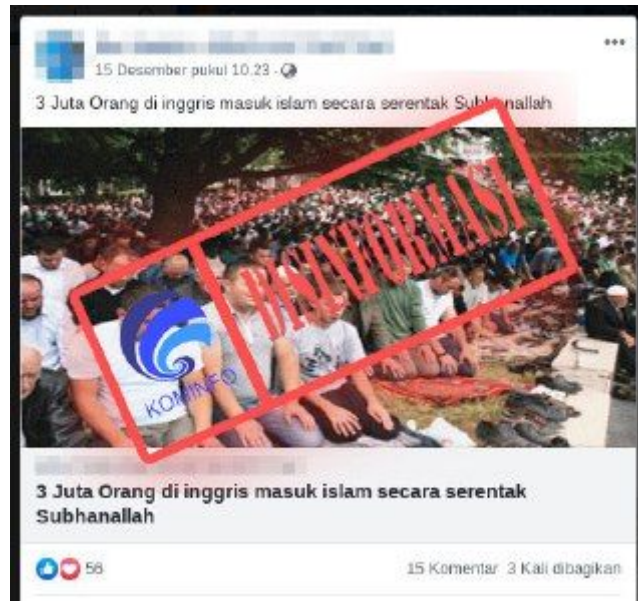 15 Desember pukul 10.23 ·
3 Juta Orang di inggris masuk islam secara serentak Subhanallah
DISINFORMASI
KOMINFO
3 Juta Orang di inggris masuk islam secara serentak
Subhanallah
56
15 Komentar 3 Kali dibagikan